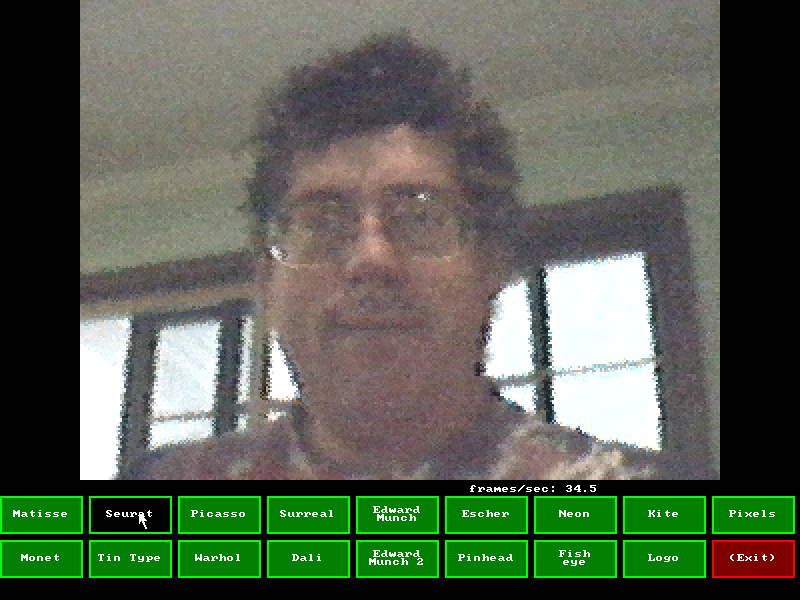 frames/sec: 34.5
Matisse
Seurat
Picasso
Surreal
Edward
Munch
Escher
Neon
Kite
Pixels
Monet
Tin Type
Warhol
Dali
Edward
Munch 2
Pinhead
Fish
eye
Logo
(Exit)